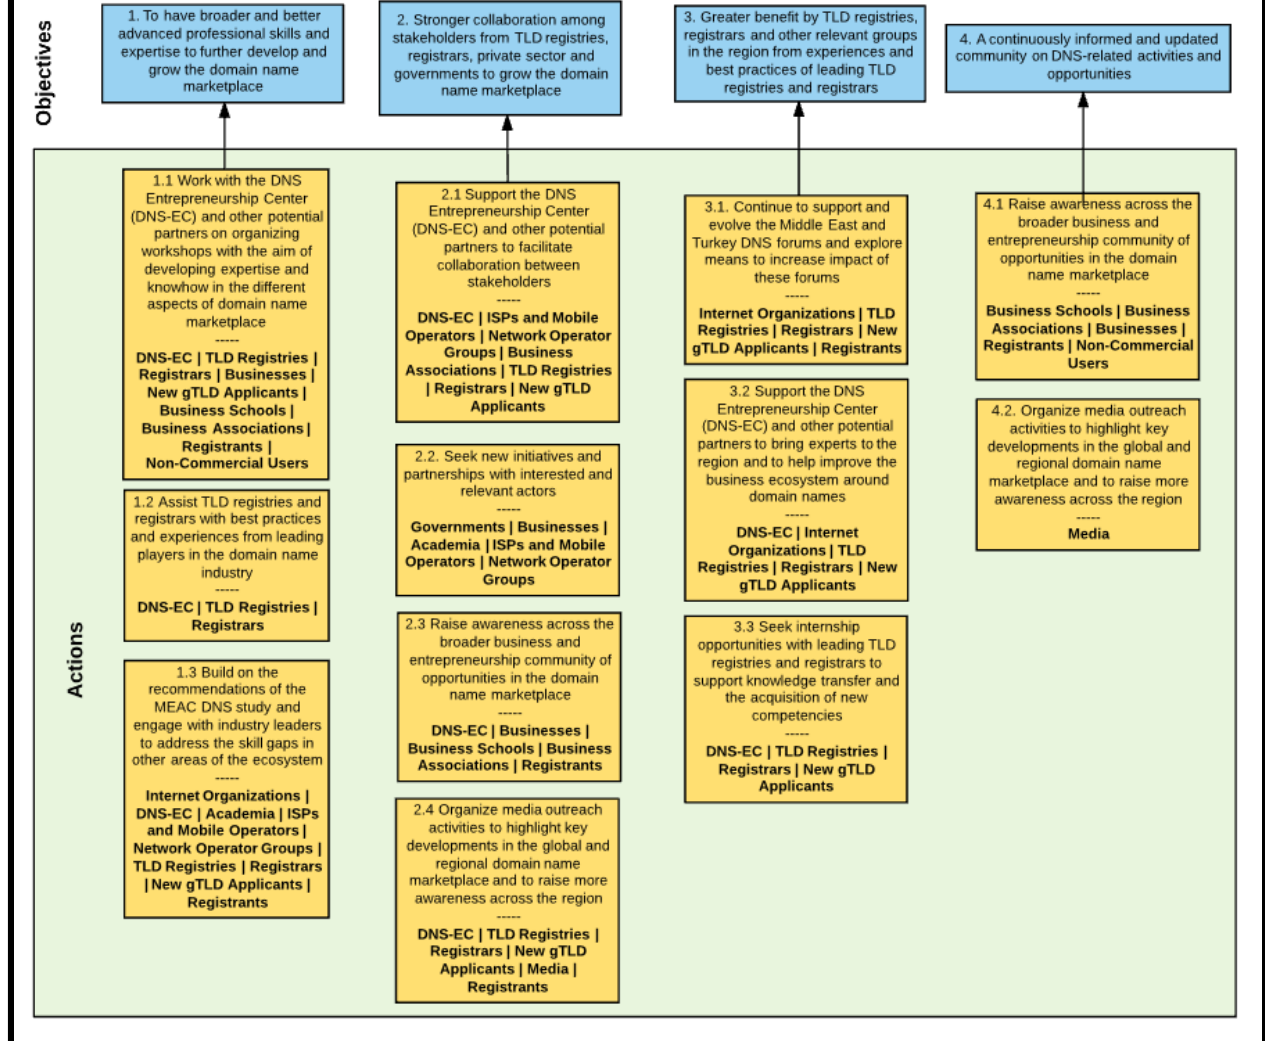 Objectives
1. To have broader and better
advanced professional skills and
expertise to further develop and
grow the domain name
marketplace
2. Stronger collaboration among
stakeholders from TLD registries,
registrars, private sector and
governments to grow the domain
name marketplace
3. Greater benefit by TLD registries,
registrars and other relevant groups
in the region from experiences and
best practices of leading TLD
registries and registrars
4. A continuously informed and updated
community on DNS-related activities and
opportunities
Actions
1.1 Work with the DNS
Entrepreneurship Center
(DNS-EC) and other potential
partners on organizing
workshops with the aim of
developing expertise and
knowhow in the different
aspects of domain name
marketplace
-----
DNS-EC | TLD Registries |
Registrars | Businesses |
New gTLD Applicants |
Business Schools |
Business Associations |
Registrants |
Non-Commercial Users
1.2 Assist TLD registries and
registrars with best practices
and experiences from leading
players in the domain name
industry
-----
DNS-EC | TLD Registries |
Registrars
1.3 Build on the
recommendations of the
MEAC DNS study and
engage with industry leaders
to address the skill gaps in
other areas of the ecosystem
-----
Internet Organizations |
DNS-EC | Academia | ISPs
and Mobile Operators |
Network Operator Groups |
TLD Registries | Registrars
| New gTLD Applicants |
Registrants
2.1 Support the DNS
Entrepreneurship Center
(DNS-EC) and other potential
partners to facilitate
collaboration between
stakeholders
-----
DNS-EC | ISPs and Mobile
Operators | Network Operator
Groups | Business
Associations | TLD Registries
| Registrars | New gTLD
Applicants
2.2. Seek new initiatives and
partnerships with interested and
relevant actors
-----
Governments | Businesses |
Academia | ISPs and Mobile
Operators | Network Operator
Groups
2.3 Raise awareness across the
broader business and
entrepreneurship community of
opportunities in the domain
name marketplace
-----
DNS-EC | Businesses |
Business Schools | Business
Associations | Registrants
2.4 Organize media outreach
activities to highlight key
developments in the global and
regional domain name
marketplace and to raise more
awareness across the region
-----
DNS-EC | TLD Registries |
Registrars | New gTLD
Applicants | Media |
Registrants
3.1. Continue to support and
evolve the Middle East and
Turkey DNS forums and explore
means to increase impact of
these forums
-----
Internet Organizations | TLD
Registries | Registrars | New
gTLD Applicants | Registrants
3.2 Support the DNS
Entrepreneurship Center
(DNS-EC) and other potential
partners to bring experts to the
region and to help improve the
business ecosystem around
domain names
-----
DNS-EC | Internet
Organizations | TLD
Registries | Registrars | New
gTLD Applicants
3.3 Seek internship
opportunities with leading TLD
registries and registrars to
support knowledge transfer and
the acquisition of new
competencies
-----
DNS-EC | TLD Registries |
Registrars | New gTLD
Applicants
4.1 Raise awareness across the
broader business and
entrepreneurship community of
opportunities in the domain
name marketplace
-----
Business Schools | Business
Associations | Businesses |
Registrants | Non-Commercial
Users
4.2. Organize media outreach
activities to highlight key
developments in the global and
regional domain name
marketplace and to raise more
awareness across the region
-----
Media